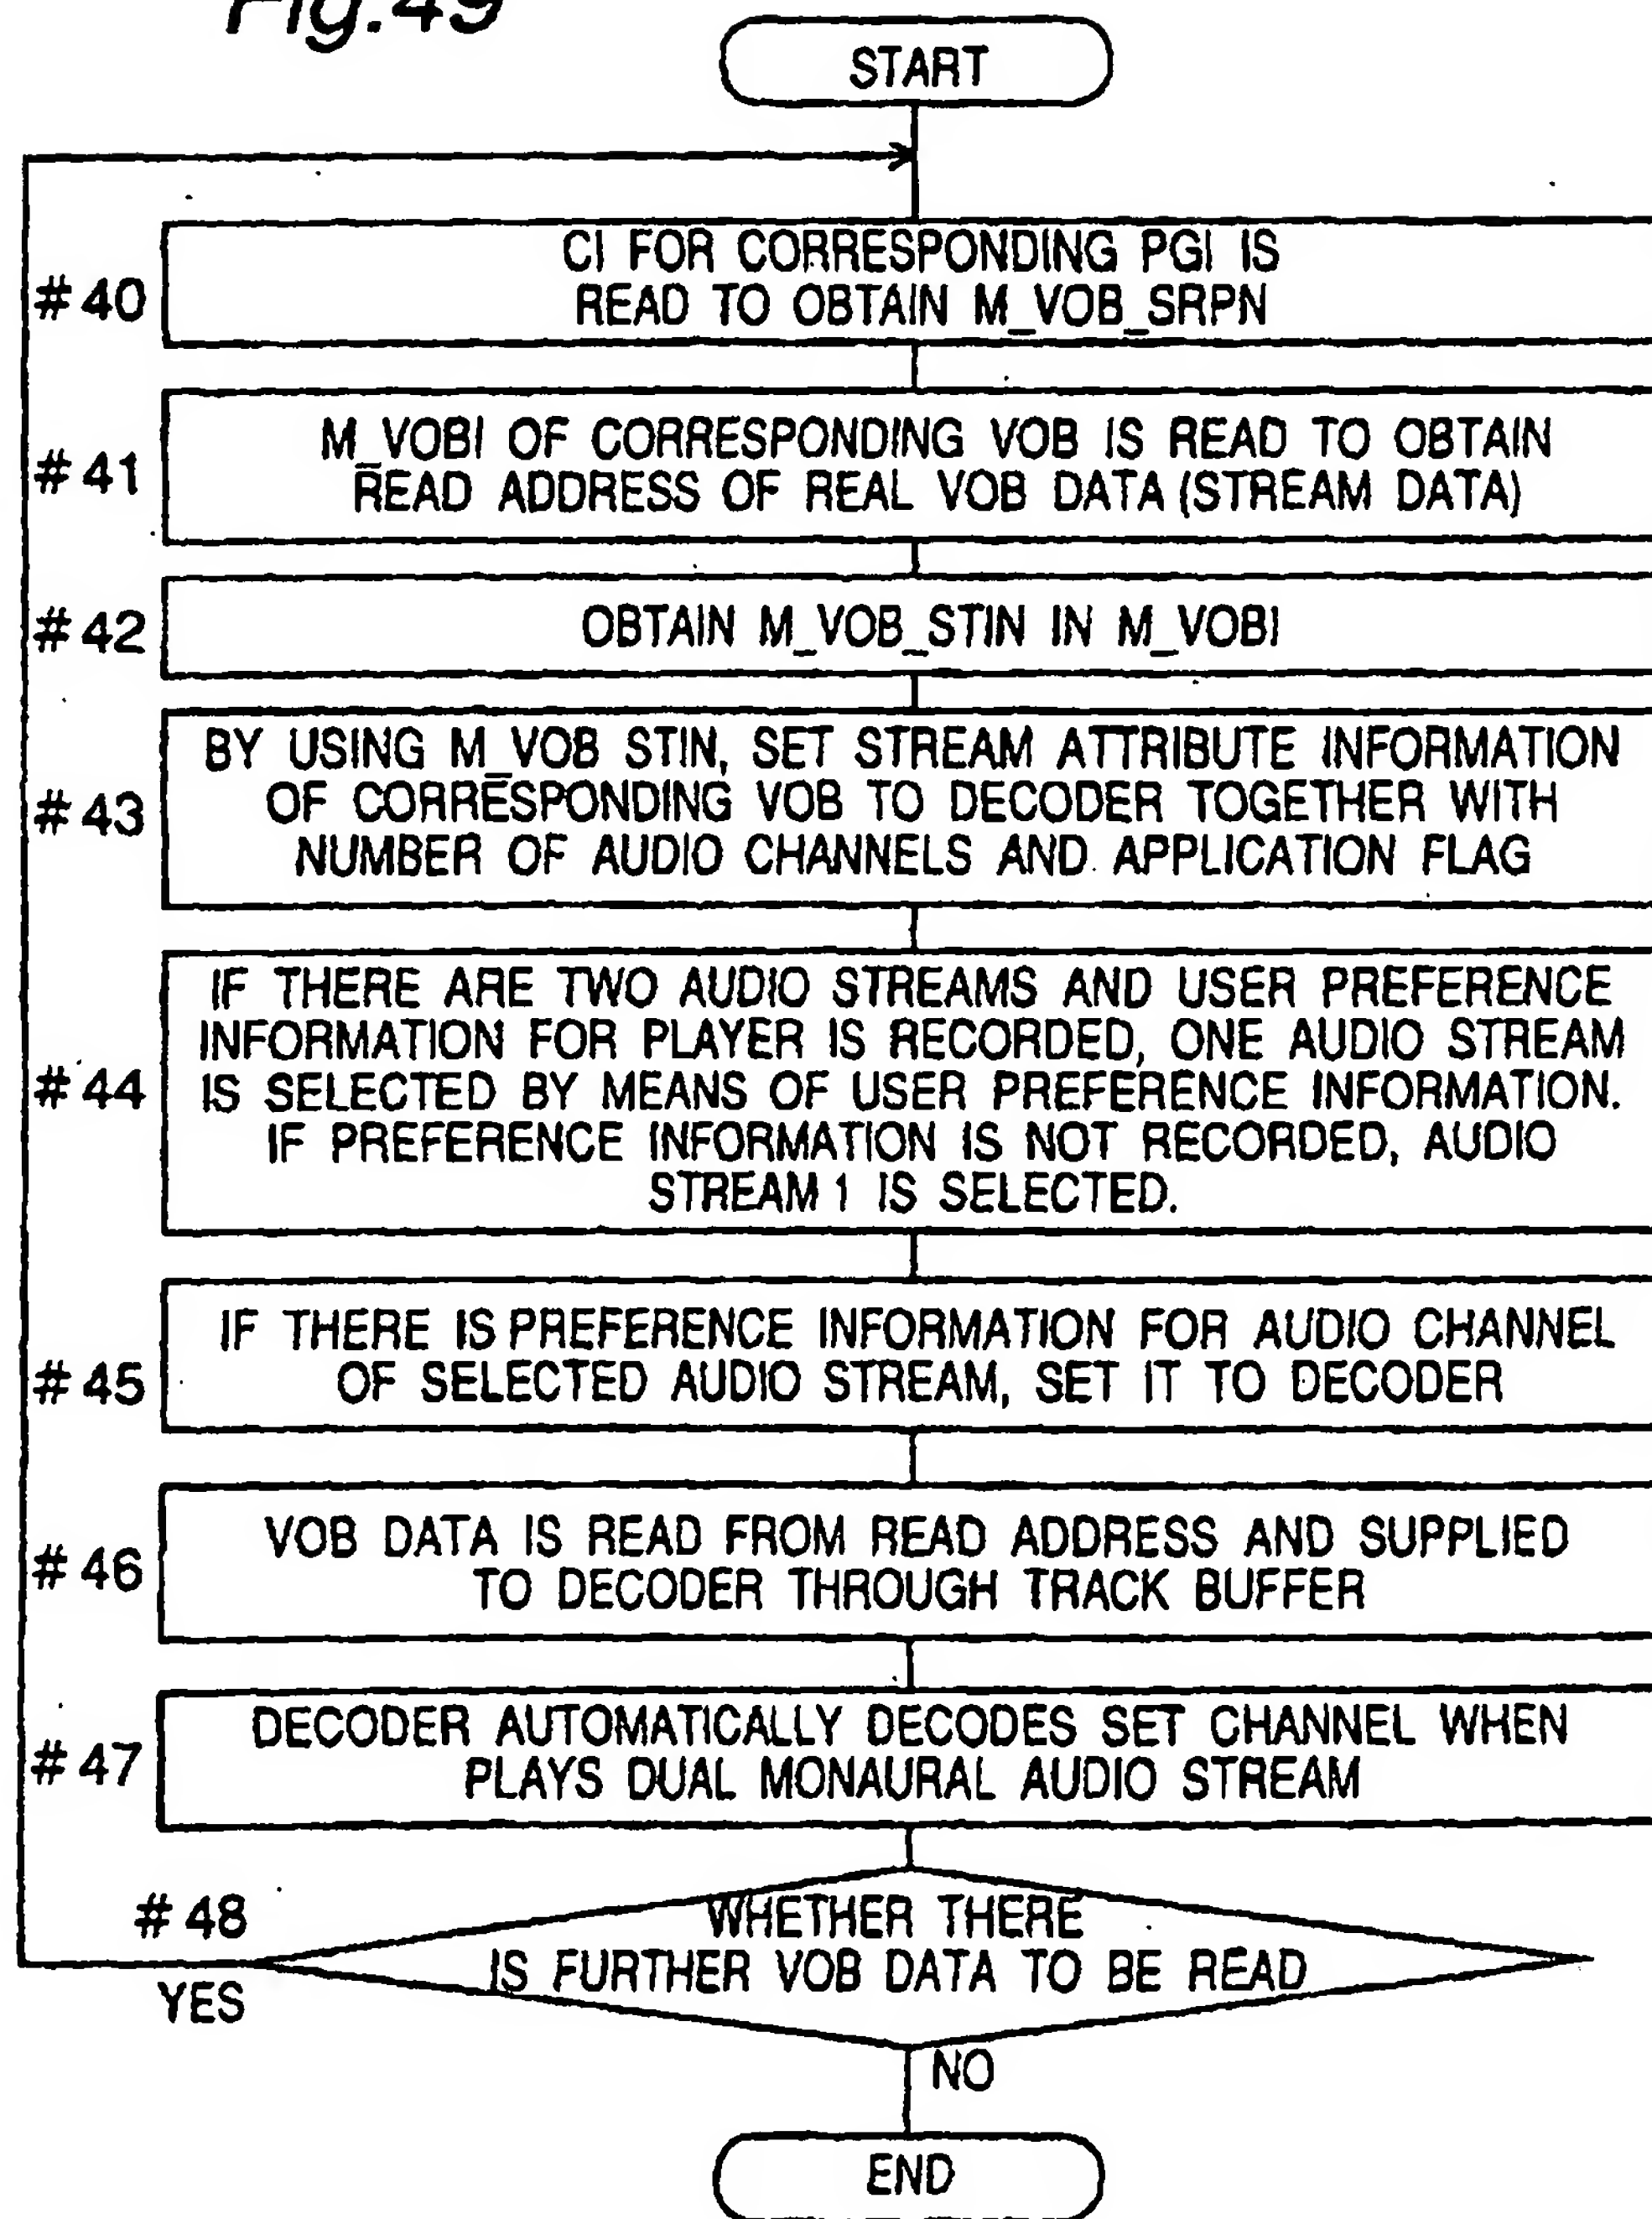 Fig.49
START
#40
CI FOR CORRESPONDING PGI IS
READ TO OBTAIN M_VOB_SRPN
#41
M_VOBI OF CORRESPONDING VOB IS READ TO OBTAIN
READ ADDRESS OF REAL VOB DATA (STREAM DATA)
#42
OBTAIN M_VOB_STIN IN M_VOBI
#43
BY USING M_VOB STIN, SET STREAM ATTRIBUTE INFORMATION
OF CORRESPONDING VOB TO DECODER TOGETHER WITH
NUMBER OF AUDIO CHANNELS AND APPLICATION FLAG
#44
IF THERE ARE TWO AUDIO STREAMS AND USER PREFERENCE
INFORMATION FOR PLAYER IS RECORDED, ONE AUDIO STREAM
IS SELECTED BY MEANS OF USER PREFERENCE INFORMATION.
IF PREFERENCE INFORMATION IS NOT RECORDED, AUDIO
STREAM 1 IS SELECTED.
#45
IF THERE IS PREFERENCE INFORMATION FOR AUDIO CHANNEL
OF SELECTED AUDIO STREAM, SET IT TO DECODER
#46
VOB DATA IS READ FROM READ ADDRESS AND SUPPLIED
TO DECODER THROUGH TRACK BUFFER
#47
DECODER AUTOMATICALLY DECODES SET CHANNEL WHEN
PLAYS DUAL MONAURAL AUDIO STREAM
#48
WHETHER THERE
IS FURTHER VOB DATA TO BE READ
YES
NO
END